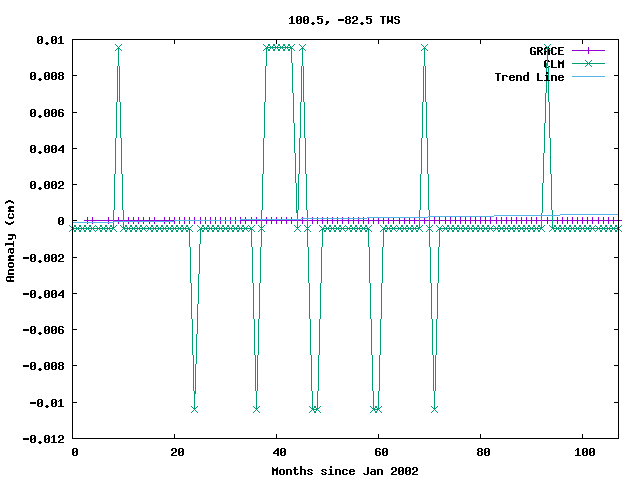 100.5, -82.5 TWS
0.01
0.008
0.006
0.004
0.002
0
-0.002
-0.004
-0.006
-0.008
-0.01
-0.012
Anomaly (cm)
GRACE
CLM
Trend Line
0 20 40 60 80 100
Months since Jan 2002